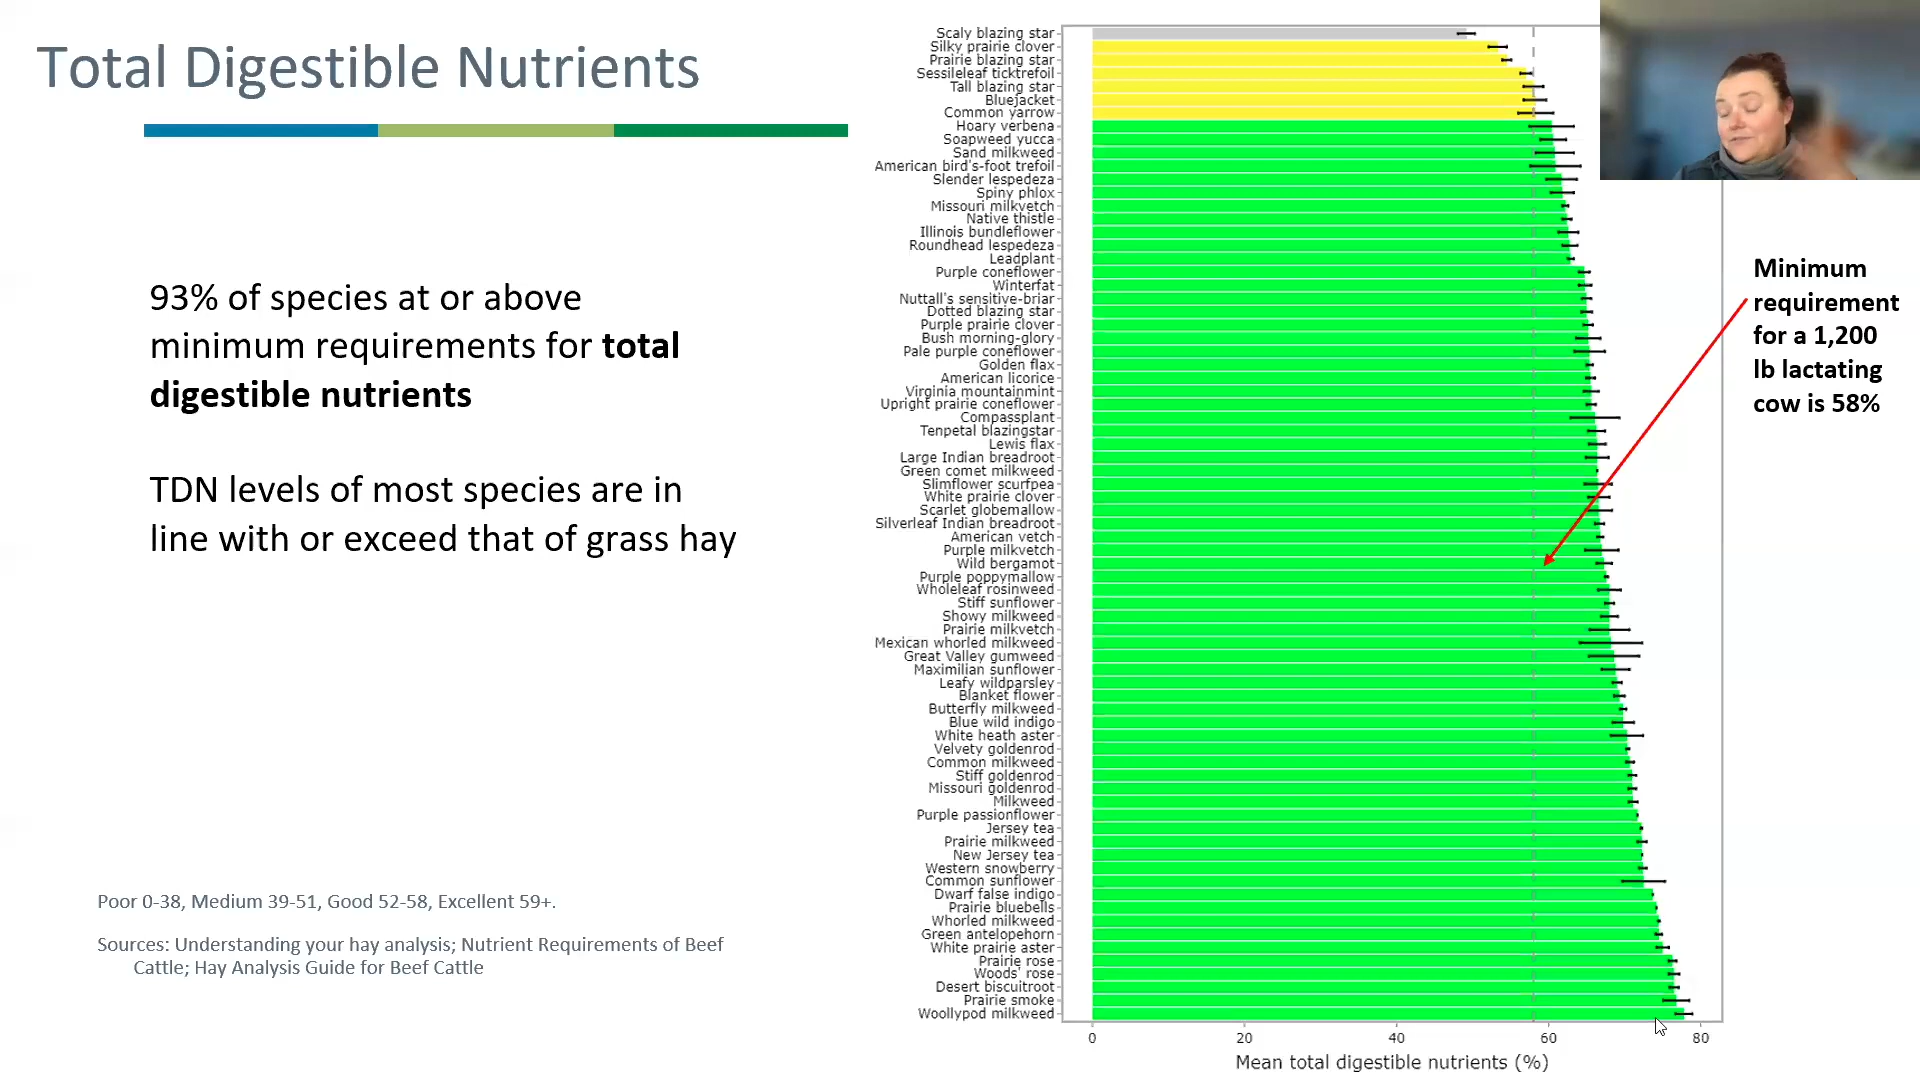 Total Digestible Nutrients
93% of species at or above
minimum requirements for total
digestible nutrients
TDN levels of most species are in
line with or exceed that of grass hay
Poor 0-38, Medium 39-51, Good 52-58, Excellent 59+.
Sources: Understanding your hay analysis; Nutrient Requirements of Beef
Cattle; Hay Analysis Guide for Beef Cattle
Scaly blazing star
Silky prairie clover
Prairie blazing star
Sessileleaf ticktrefoil
Tall blazing star
Bluejacket
Common yarrow
Hoary verbena
Soapweed yucca
Sand milkweed
American bird's-foot trefoil
Slender lespedeza
Spiny phlox
Missouri milkvetch
Native thistle
Illinois bundleflower
Roundhead lespedeza
Leadplant
Purple coneflower
Winterfat
Nuttall's sensitive-briar
Dotted blazing star
Purple prairie clover
Bush morning-glory
Pale purple coneflower
Golden flax
American licorice
Virginia mountainmint
Upright prairie coneflower
Compassplant
Tenpetal blazingstar
Lewis flax
Large Indian breadroot
Green comet milkweed
Slimflower scurfpea
White prairie clover
Scarlet globemallow
Silverleaf Indian breadroot
American vetch
Purple milkvetch
Wild bergamot
Purple poppymallow
Wholeleaf rosinweed
Stiff sunflower
Showy milkweed
Prairie milkvetch
Mexican whorled milkweed
Great Valley gumweed
Maximilian sunflower
Leafy wildparsley
Blanket flower
Butterfly milkweed
Blue wild indigo
White heath aster
Velvety goldenrod
Common milkweed
Stiff goldenrod
Missouri goldenrod
Milkweed
Purple passionflower
Jersey tea
Prairie milkweed
New Jersey tea
Western snowberry
Common sunflower
Dwarf false indigo
Prairie bluebells
Whorled milkweed
Green antelopehorn
White prairie aster
Prairie rose
Woods' rose
Desert biscuitroot
Prairie smoke
Woollypod milkweed
0 20 40 60 80
Mean total digestible nutrients (%)
Minimum
requirement
for a 1,200
lb lactating
cow is 58%